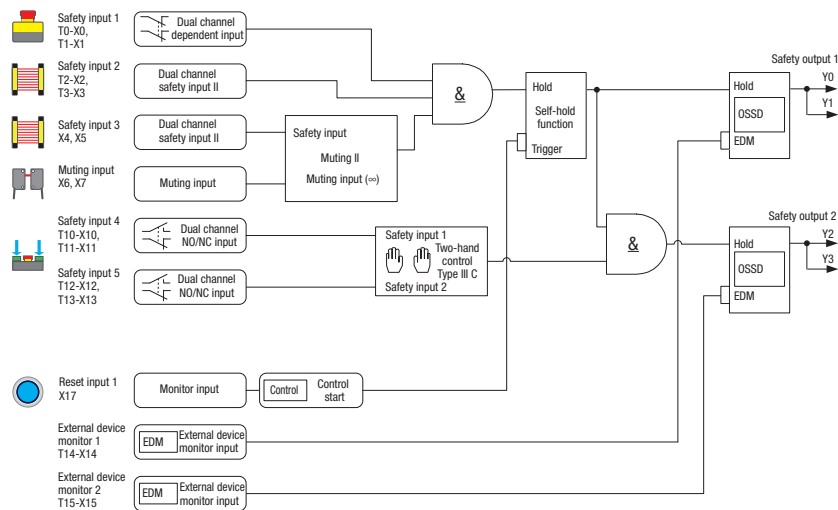 Safety input 1
T0-X0,
T1-X1
Dual channel
dependent input
Safety input 2
T2-X2,
T3-X3
Dual channel
safety input II
Safety input 3
X4, X5
Dual channel
safety input II
Muting input
X6, X7
Muting input
Safety input
Muting II
Muting input (∞)
&
Hold
Self-hold
function
Trigger
Safety output 1
Hold
OSSD
EDM
Y0
Y1
Safety input 4
T10-X10,
T11-X11
Dual channel
NO/NC input
Safety input 5
T12-X12,
T13-X13
Dual channel
NO/NC input
Safety input 1
Two-hand
control
Type III C
Safety input 2
&
Safety output 2
Hold
OSSD
EDM
Y2
Y3
Reset input 1
X17
Monitor input
Control
Control
start
External device
monitor 1
T14-X14
EDM
External device
monitor input
External device
monitor 2
T15-X15
EDM
External device
monitor input